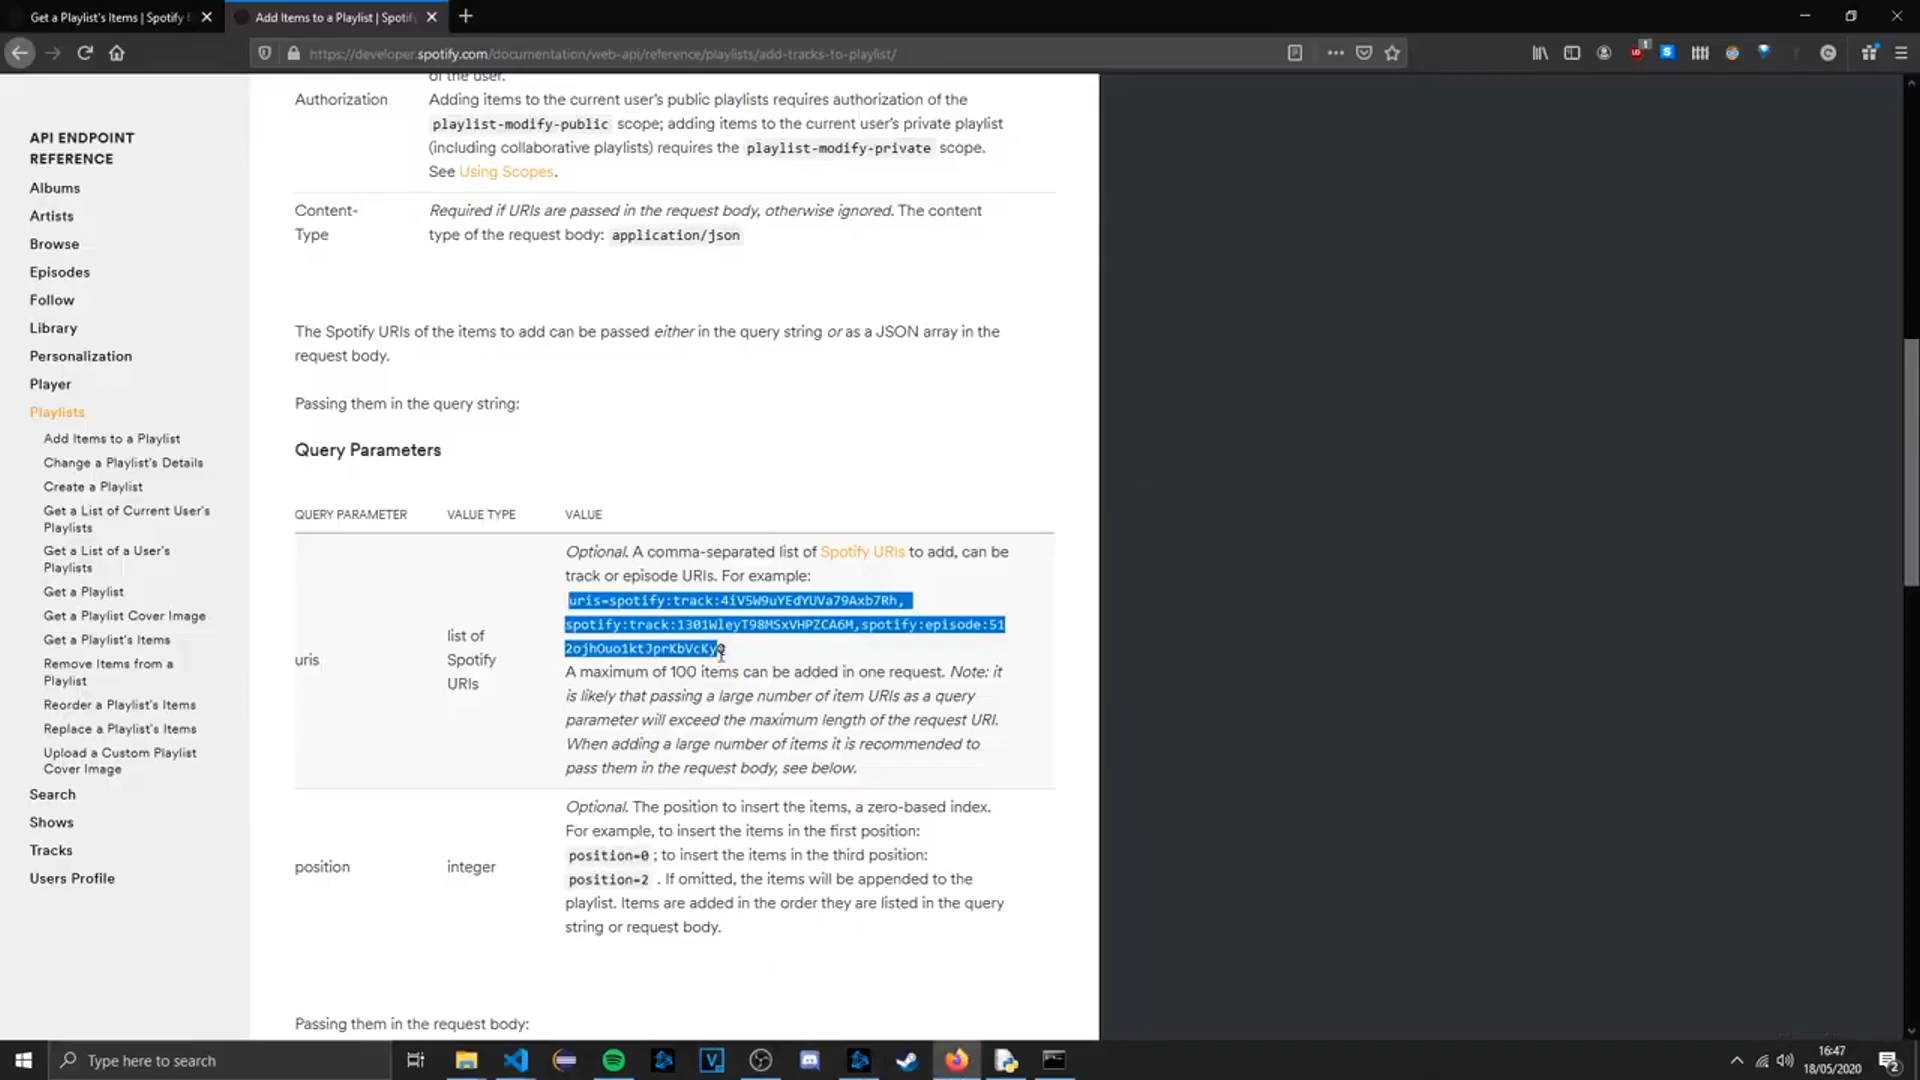 Get a Playlist's Items | Spotify
Add Items to a Playlist | Spotify
https://developer.spotify.com/documentation/web-api/reference/playlists/add-tracks-to-playlist/
1
API ENDPOINT
REFERENCE
Albums
Artists
Browse
Episodes
Follow
Library
Personalization
Player
Playlists
Add Items to a Playlist
Change a Playlist's Details
Create a Playlist
Get a List of Current User's
Playlists
Get a List of a User's
Playlists
Get a Playlist
Get a Playlist Cover Image
Get a Playlist's Items
Remove Items from a
Playlist
Reorder a Playlist's Items
Replace a Playlist's Items
Upload a Custom Playlist
Cover Image
Search
Shows
Tracks
Users Profile
of the user.
Authorization
Adding items to the current user's public playlists requires authorization of the
playlist-modify-public scope; adding items to the current user's private playlist
(including collaborative playlists) requires the playlist-modify-private scope.
See Using Scopes.
Content-
Type
Required if URIs are passed in the request body, otherwise ignored. The content
type of the request body: application/json
The Spotify URIs of the items to add can be passed either in the query string or as a JSON array in the
request body.
Passing them in the query string:
Query Parameters
QUERY PARAMETER VALUE TYPE VALUE
uris
list of
Spotify
URIs
Optional. A comma-separated list of Spotify URIs to add, can be
track or episode URIs. For example:
uris=spotify:track:4iV5W9uYEdYUVa79Axb7Rh,
spotify:track:1301WleyT98MSxVHPZCA6M,spotify:episode:51
2ojhOuo1ktJprKbVcKyQ
A maximum of 100 items can be added in one request. Note: it
is likely that passing a large number of item URIs as a query
parameter will exceed the maximum length of the request URI.
When adding a large number of items it is recommended to
pass them in the request body, see below.
position
integer
Optional. The position to insert the items, a zero-based index.
For example, to insert the items in the first position:
position=0 ; to insert the items in the third position:
position=2 . If omitted, the items will be appended to the
playlist. Items are added in the order they are listed in the query
string or request body.
Passing them in the request body:
Type here to search
16:47
18/05/2020
2